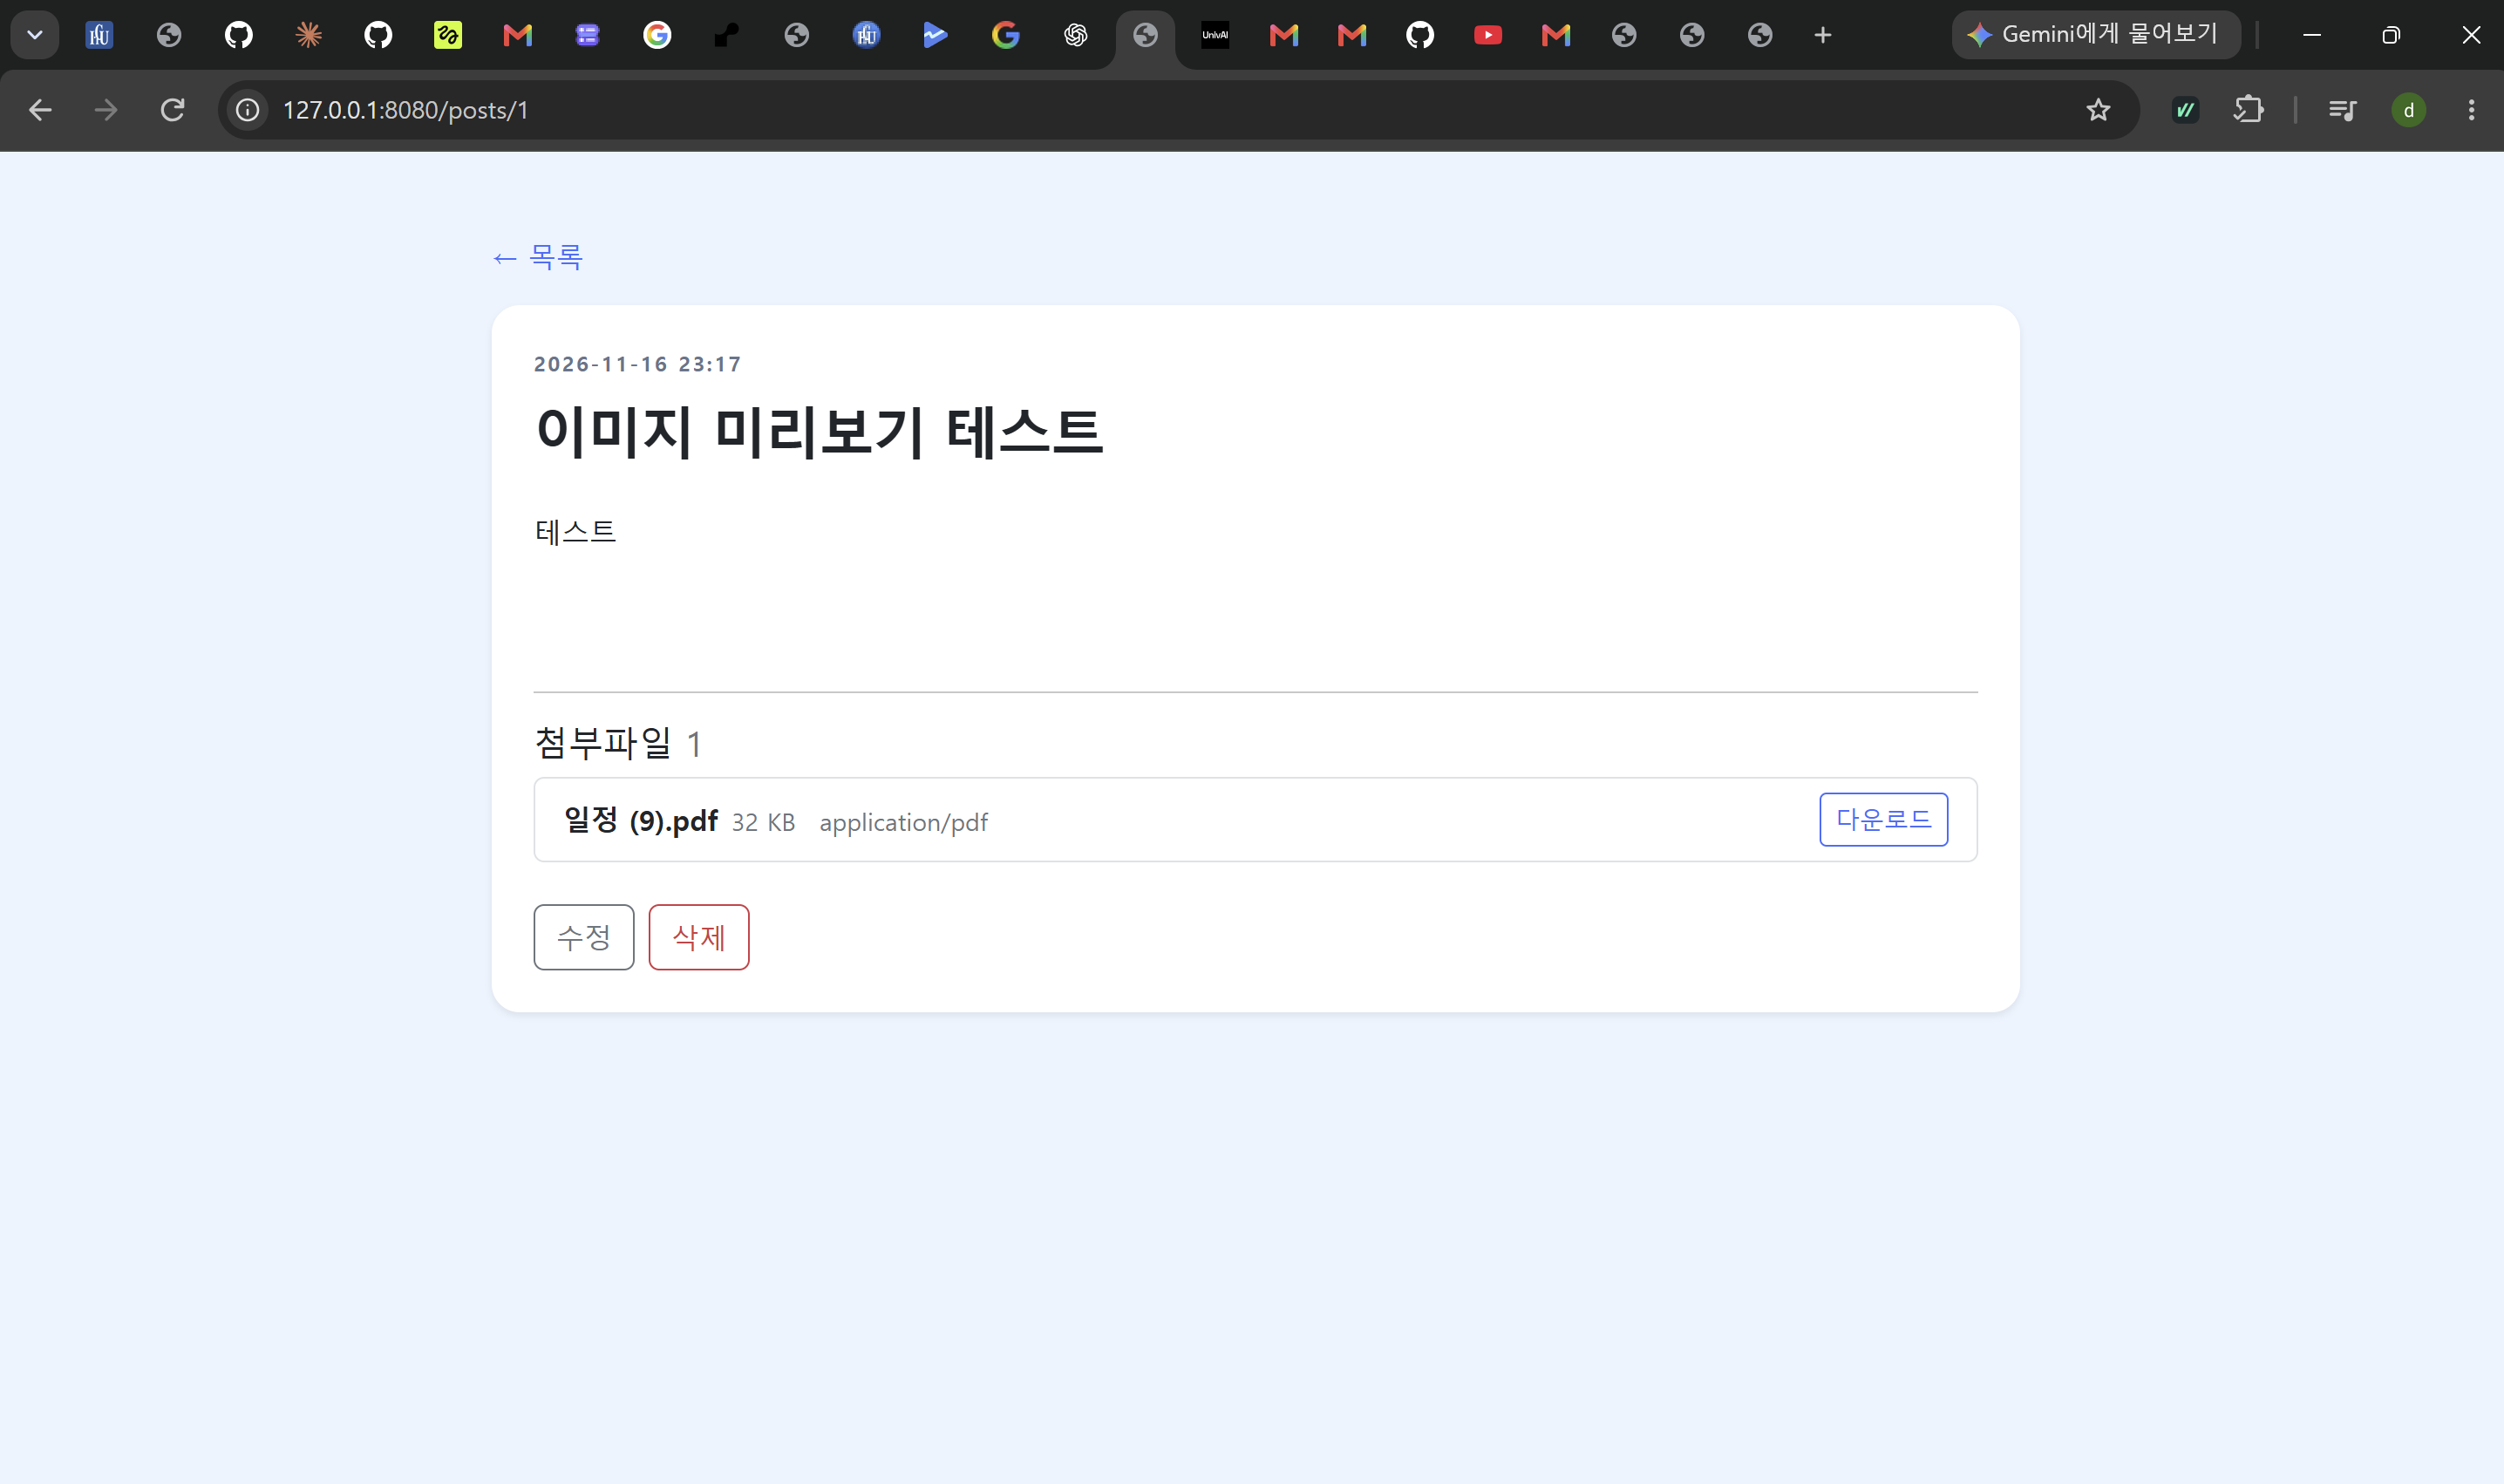 Gemini에게 물어보기
127.0.0.1:8080/posts/1
d
UnivAI
← 목록
2026-11-16 23:17
이미지 미리보기 테스트
테스트
첨부파일 1
일정 (9).pdf 32 KB application/pdf
다운로드
수정
삭제